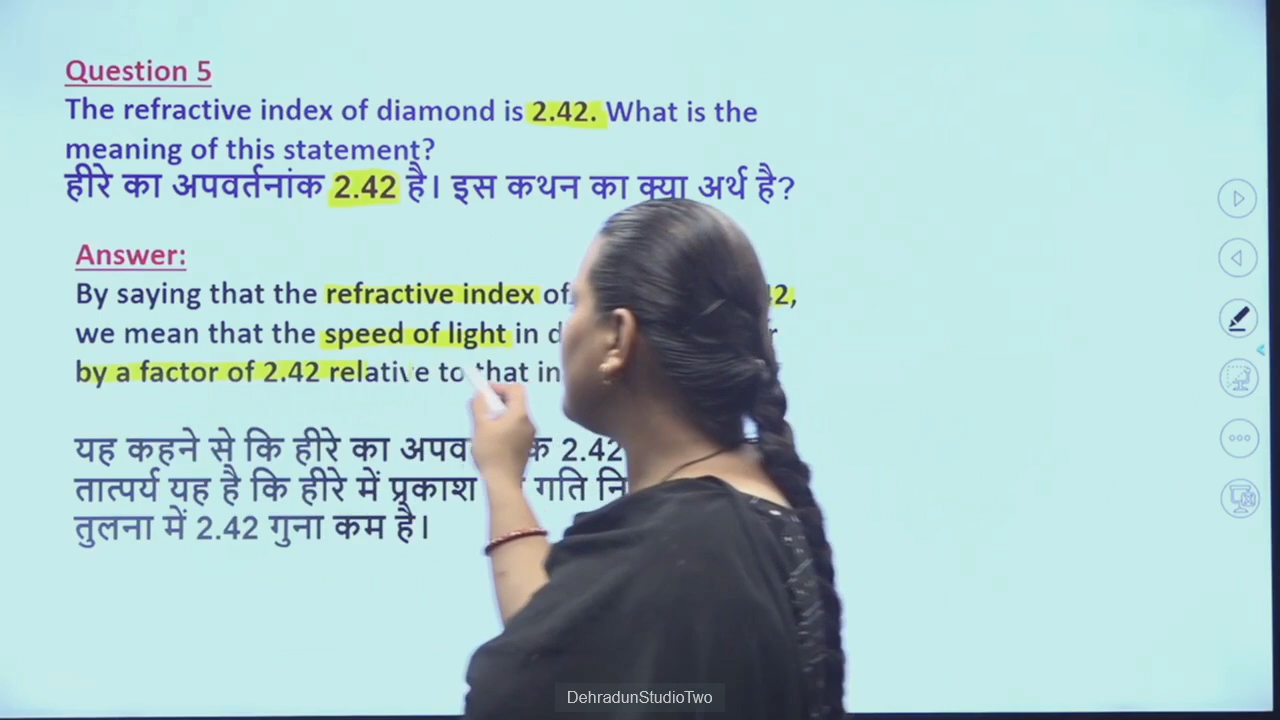 Question 5
The refractive index of diamond is 2.42. What is the
meaning of this statement?
हीरे का अपवर्तनांक 2.42 है। इस कथन का क्या अर्थ है?
Answer:
By saying that the refractive index of
we mean that the speed of light in
by a factor of 2.42 relative to that in
यह कहने से कि हीरे का 2.42
तात्पर्य यह है कि हीरे में प्रकाश गति
तुलना में 2.42 गुना कम है।
DehradunStudioTwo